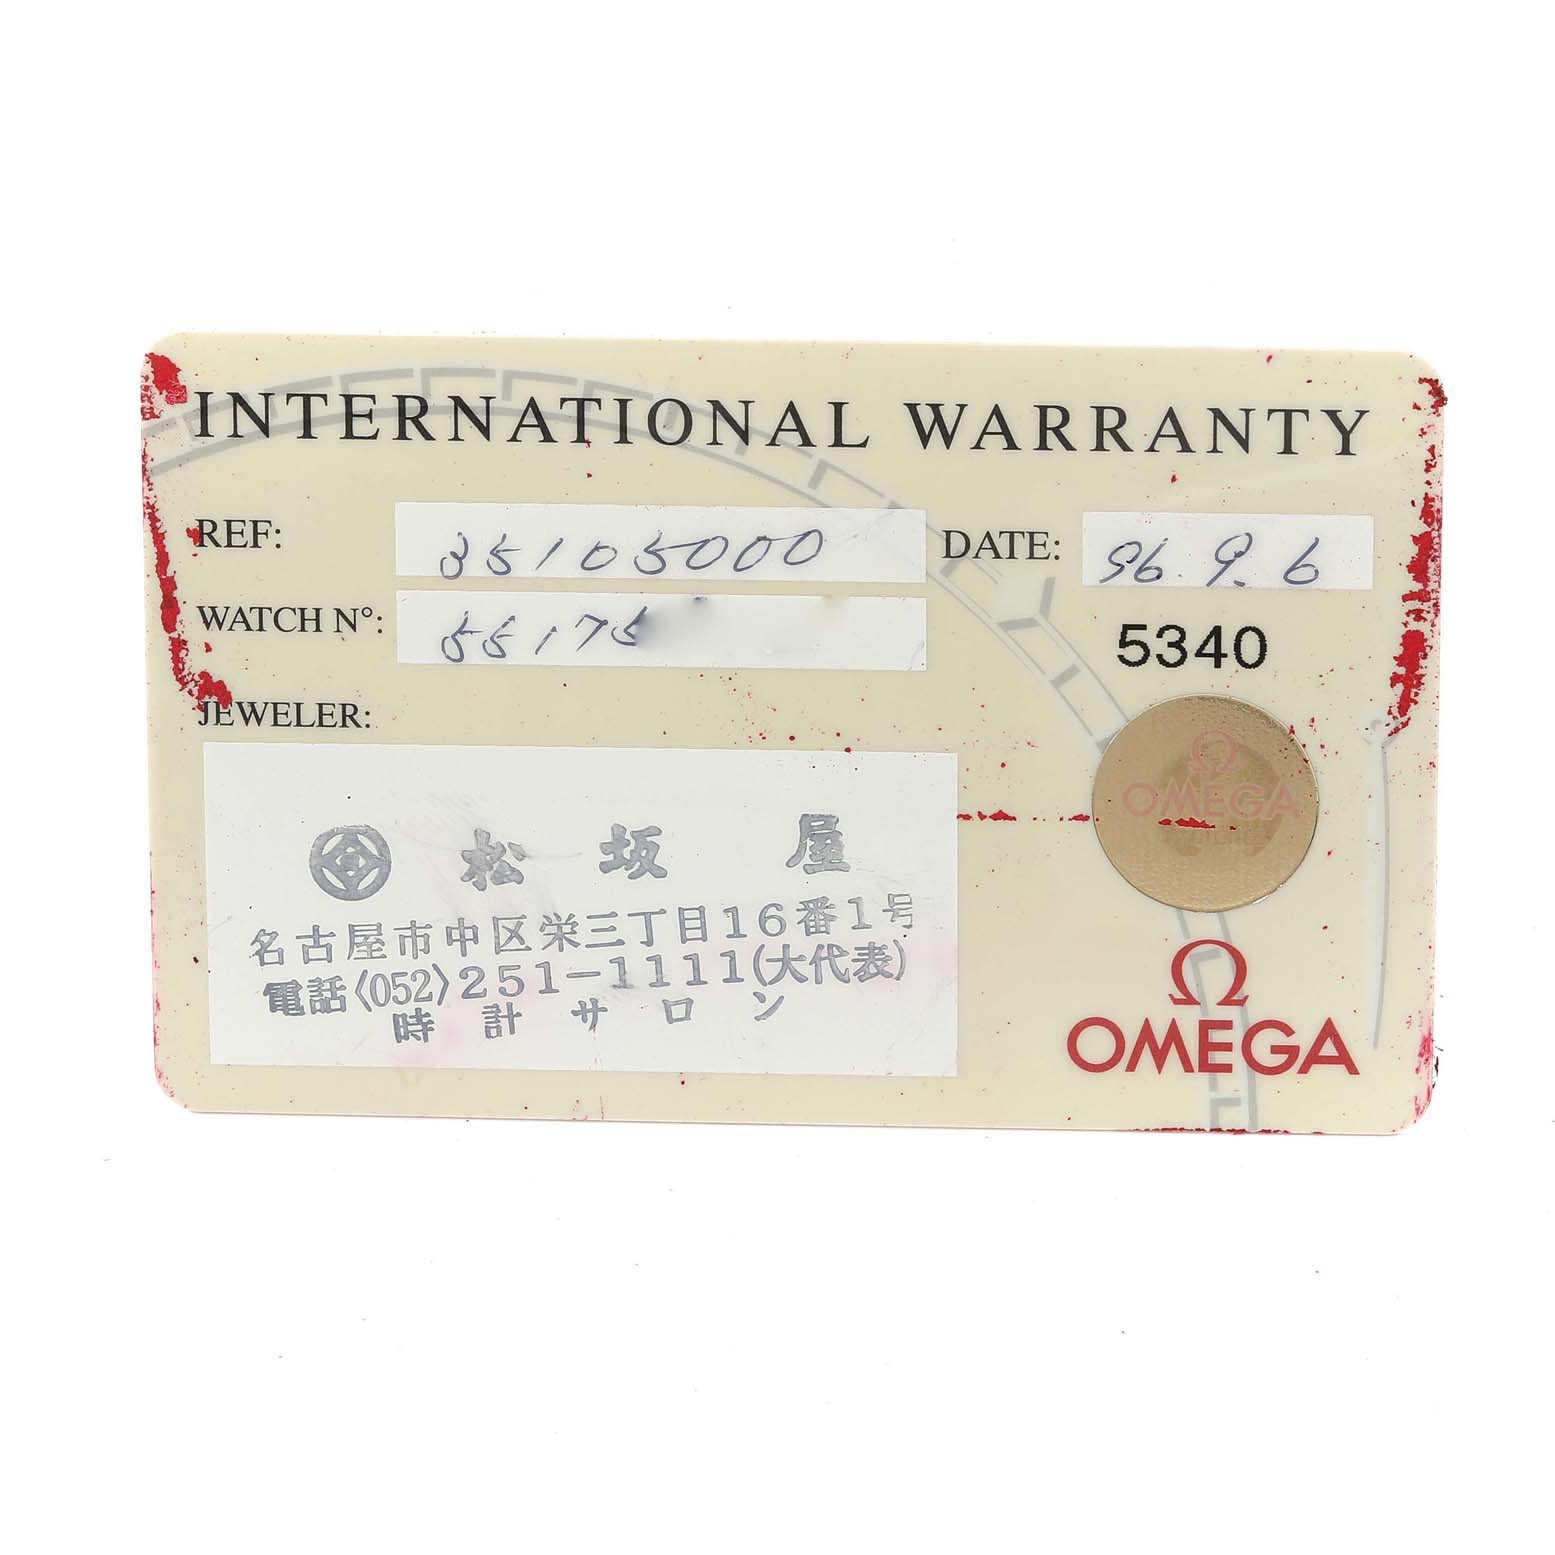 INTERNATIONAL WARRANTY
REF: 35105000 DATE: 96.9.6
WATCH N°: 55175
5340
JEWELER:
松坂屋
名古屋市中区栄三丁目16番1号
電話〈052〉251-1111(大代表)
時計サロン
Ω
OMEGA
Ω
OMEGA